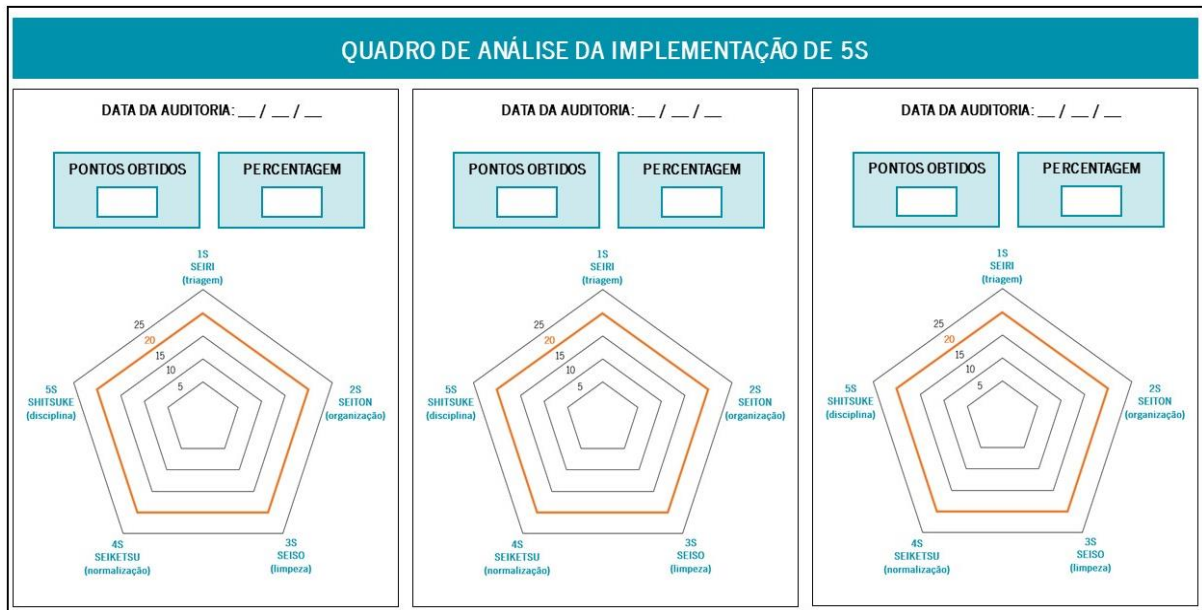 QUADRO DE ANÁLISE DA IMPLEMENTAÇÃO DE 5S
DATA DA AUDITORIA: __ / __ / __
PONTOS OBTIDOS
PERCENTAGEM
1S
SEIRI
(triagem)
25
20
15
10
5
5S
SHITSUKE
(disciplina)
2S
SEITON
(organização)
4S
SEIKETSU
(normalização)
3S
SEISO
(limpeza)
DATA DA AUDITORIA: __ / __ / __
PONTOS OBTIDOS
PERCENTAGEM
1S
SEIRI
(triagem)
25
20
15
10
5
5S
SHITSUKE
(disciplina)
2S
SEITON
(organização)
4S
SEIKETSU
(normalização)
3S
SEISO
(limpeza)
DATA DA AUDITORIA: __ / __ / __
PONTOS OBTIDOS
PERCENTAGEM
1S
SEIRI
(triagem)
25
20
15
10
5
5S
SHITSUKE
(disciplina)
2S
SEITON
(organização)
4S
SEIKETSU
(normalização)
3S
SEISO
(limpeza)